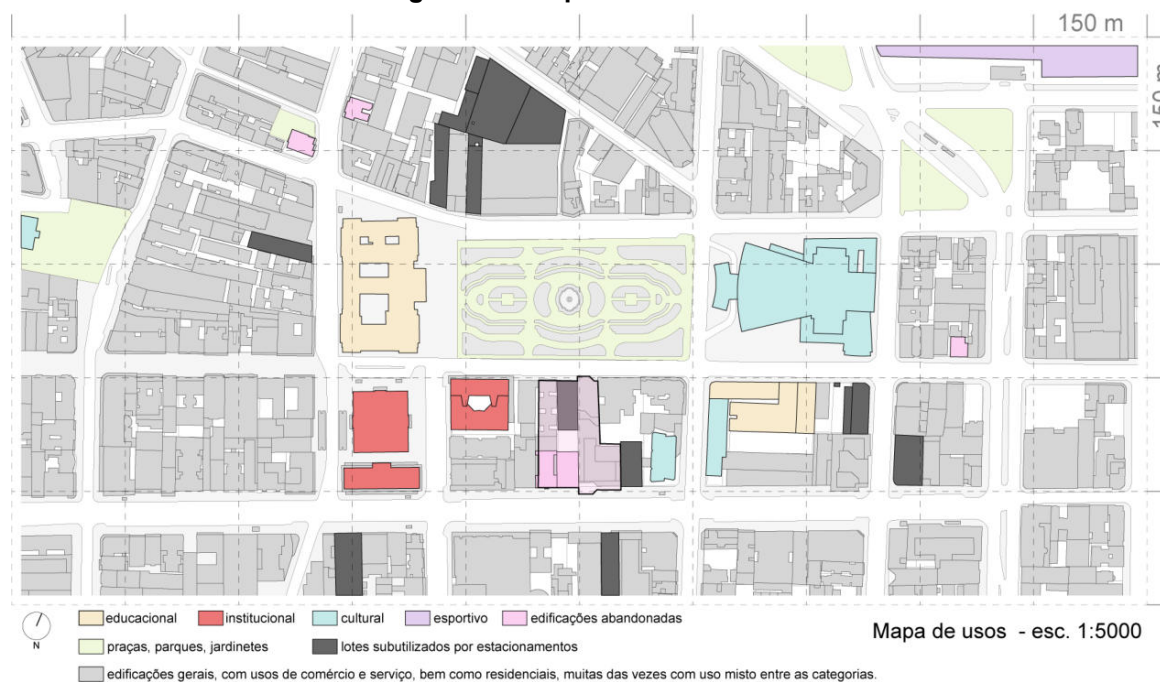 150 m
150 m
educacional
institucional
cultural
esportivo
edificações abandonadas
Mapa de usos - esc. 1:5000
N
praças, parques, jardinetes
lotes subutilizados por estacionamentos
edificações gerais, com usos de comércio e serviço, bem como residenciais, muitas das vezes com uso misto entre as categorias.